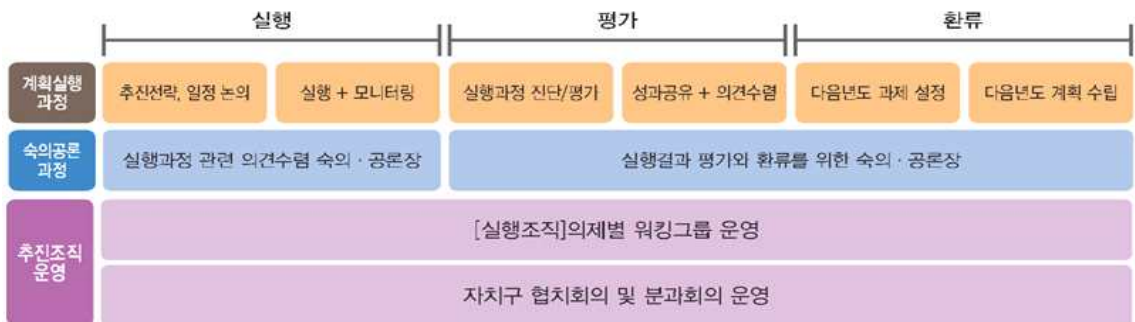 실행 평가 환류
계획실행
과정
추진전략, 일정 논의
실행 + 모니터링
실행과정 진단/평가
성과공유 + 의견수렴
다음년도 과제 설정
다음년도 계획 수립
숙의공론
과정
실행과정 관련 의견수렴 숙의 · 공론장
실행결과 평가와 환류를 위한 숙의 · 공론장
추진조직
운영
[실행조직]의제별 워킹그룹 운영
자치구 협치회의 및 분과회의 운영